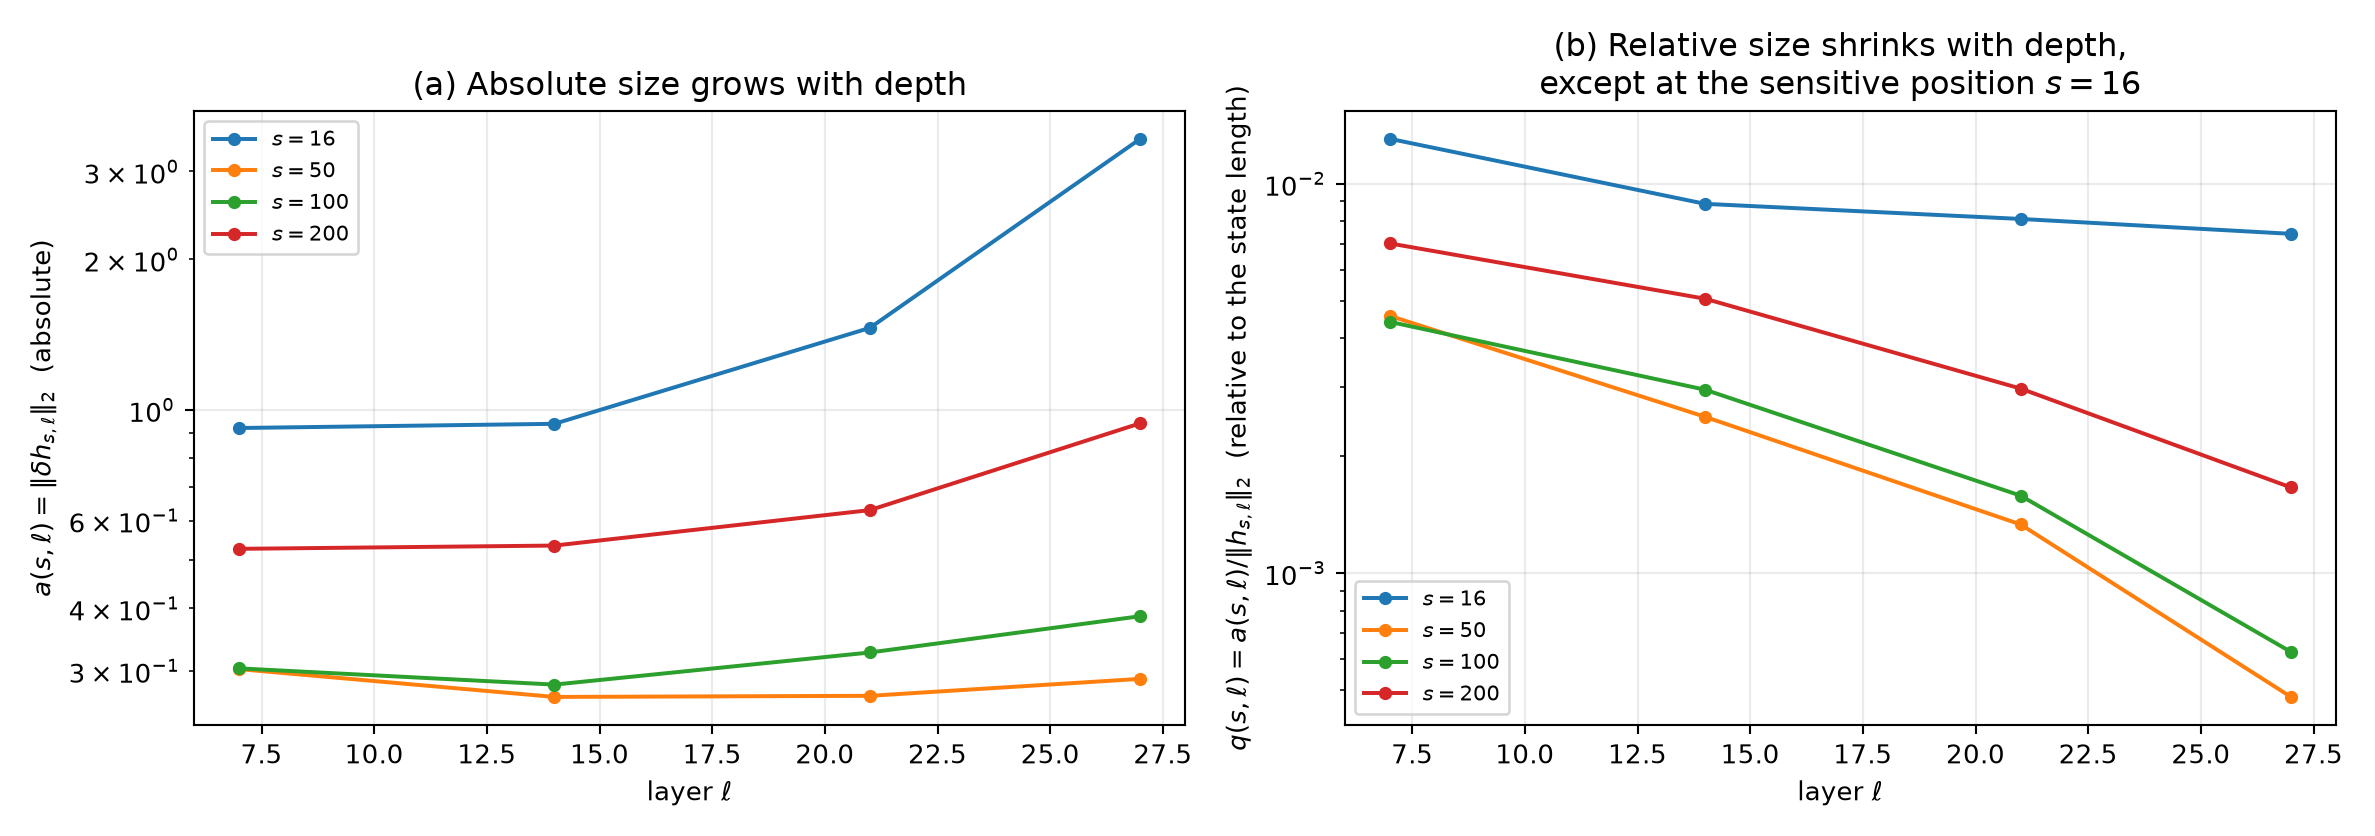 (a) Absolute size grows with depth
a(s, ℓ) = ‖δh_{s,ℓ}‖₂  (absolute)
3 × 10⁰
2 × 10⁰
10⁰
6 × 10⁻¹
4 × 10⁻¹
3 × 10⁻¹
s = 16
s = 50
s = 100
s = 200
7.5 10.0 12.5 15.0 17.5 20.0 22.5 25.0 27.5
layer ℓ
(b) Relative size shrinks with depth,
except at the sensitive position s = 16
q(s, ℓ) = a(s, ℓ)/‖h_{s,ℓ}‖₂  (relative to the state length)
10⁻²
10⁻³
s = 16
s = 50
s = 100
s = 200
7.5 10.0 12.5 15.0 17.5 20.0 22.5 25.0 27.5
layer ℓ